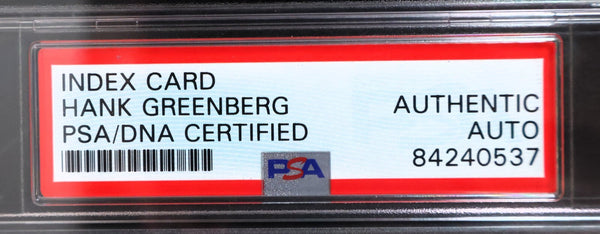 INDEX CARD
HANK GREENBERG
PSA/DNA CERTIFIED
AUTHENTIC
AUTO
84240537
PSA